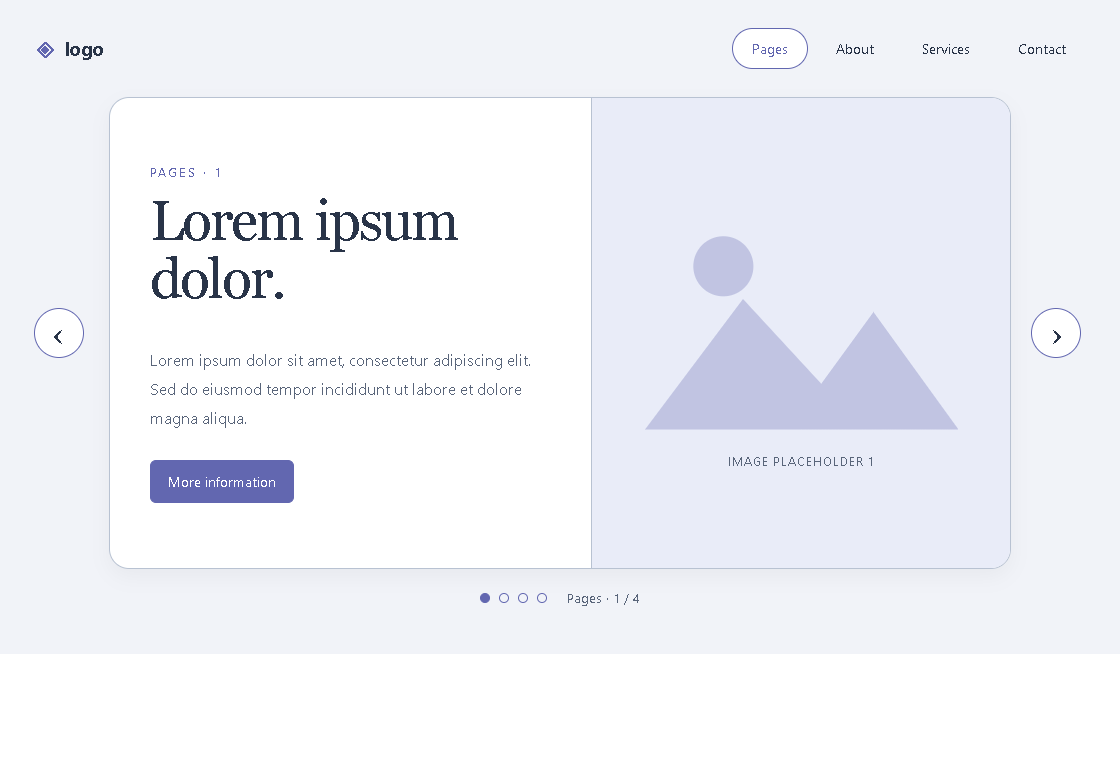 logo
Pages
About
Services
Contact
PAGES · 1
Lorem ipsum
dolor.
Lorem ipsum dolor sit amet, consectetur adipiscing elit.
Sed do eiusmod tempor incididunt ut labore et dolore
magna aliqua.
More information
IMAGE PLACEHOLDER 1
‹
›
Pages · 1 / 4